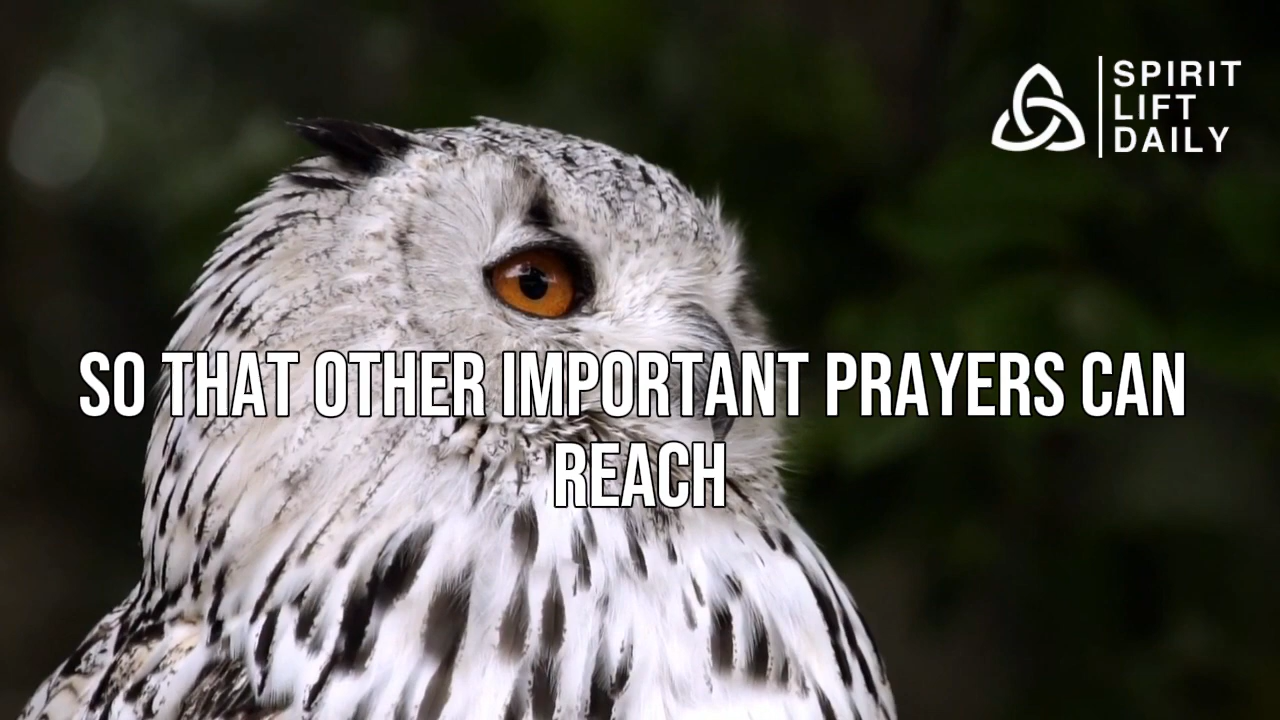 SPIRIT
LIFT
DAILY
SO THAT OTHER IMPORTANT PRAYERS CAN
REACH